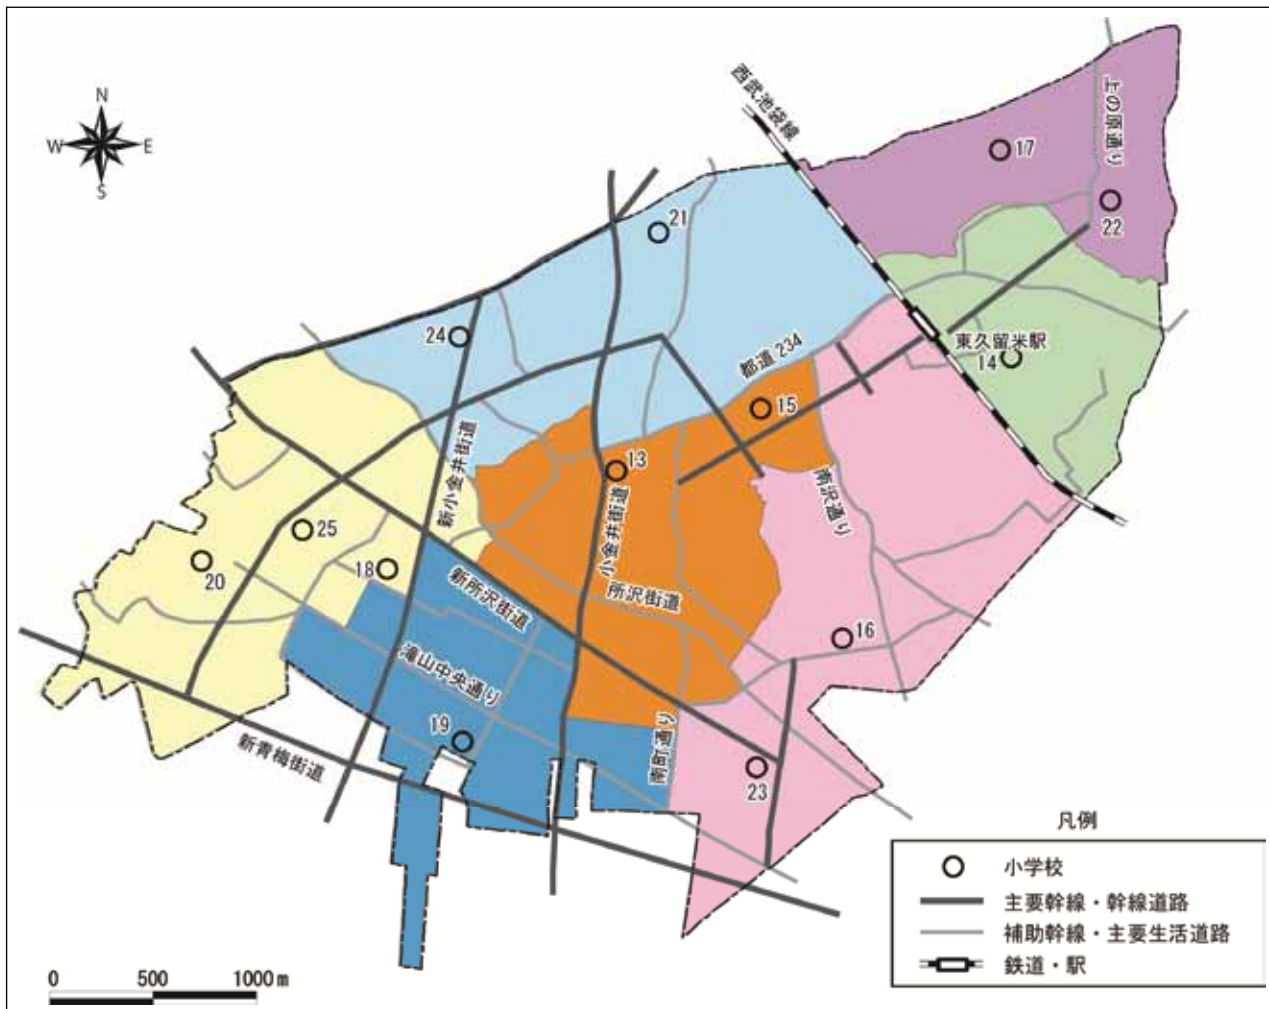 N
W
E
S
西武池袋線
上の原通り
17
22
21
24
東久留米駅
14
都道 234
15
13
新小金井街道
小金井街道
南沢通り
25
20
18
新所沢街道
所沢街道
16
滝山中央通り
19
新青梅街道
南町通り
23
凡例
小学校
主要幹線・幹線道路
補助幹線・主要生活道路
鉄道・駅
0 500 1000m